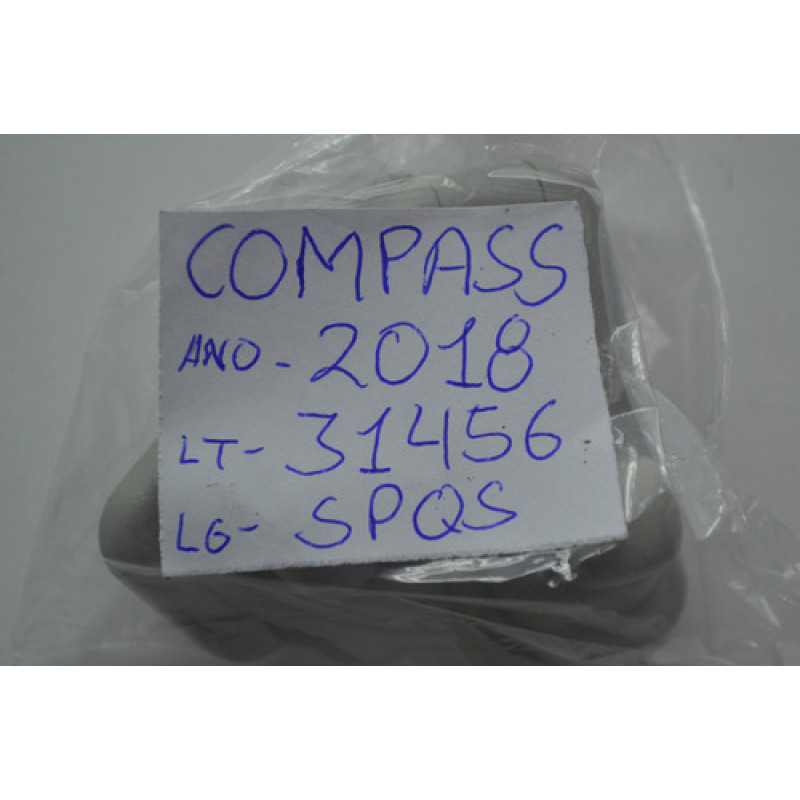 COMPASS
ANO - 2018
LT - 31456
LG - SPQS